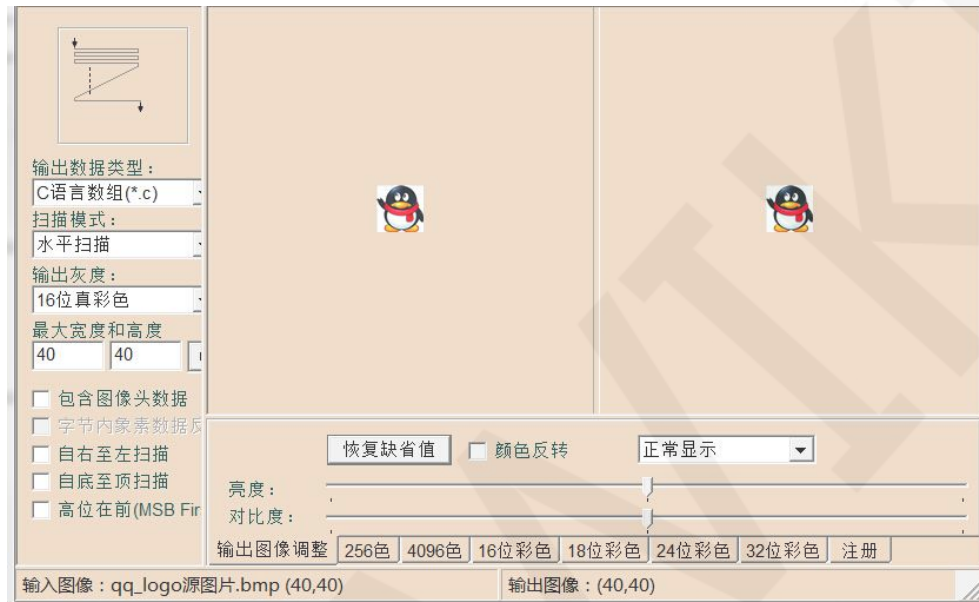 输出数据类型：
C语言数组(*.c)
扫描模式：
水平扫描
输出灰度：
16位真彩色
最大宽度和高度
40 40
包含图像头数据
字节内象素数据反
自右至左扫描
自底至顶扫描
高位在前(MSB Fir
恢复缺省值 颜色反转 正常显示
亮度：
对比度：
输出图像调整 256色 4096色 16位彩色 18位彩色 24位彩色 32位彩色 注册
输入图像：qq_logo源图片.bmp (40,40) 输出图像：(40,40)